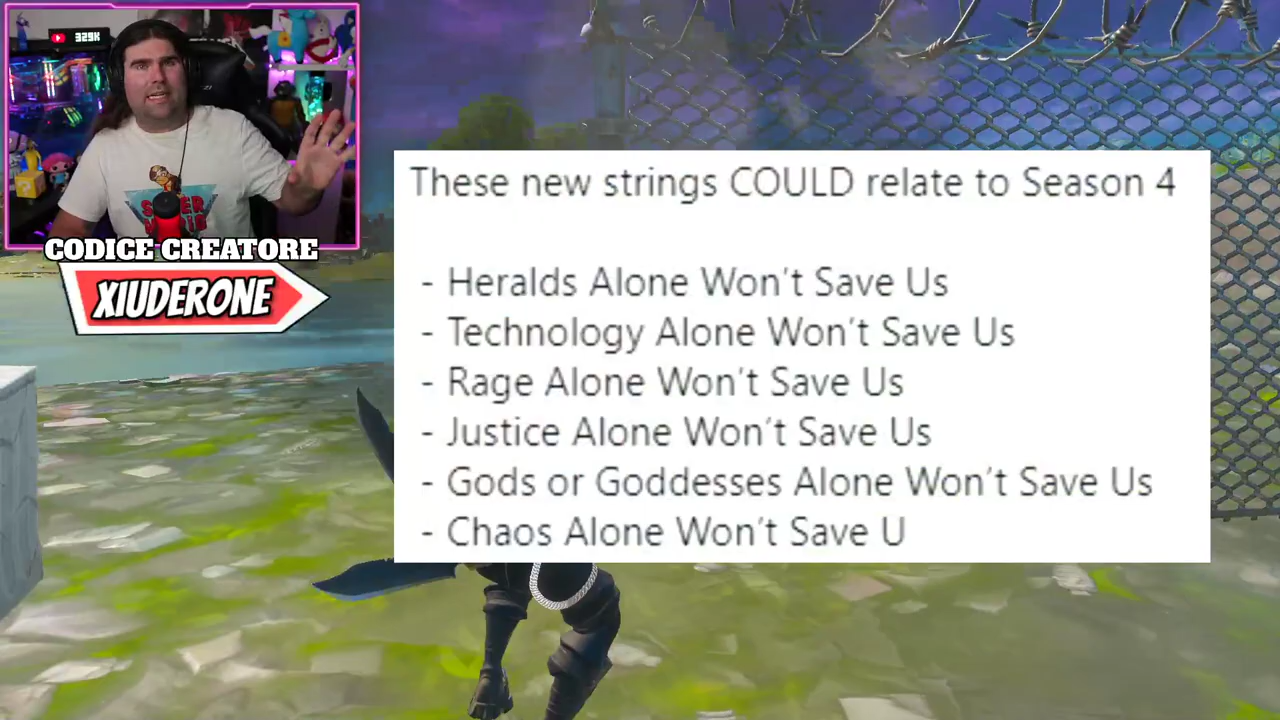 329K
CODICE CREATORE
XIUDERONE
These new strings COULD relate to Season 4
- Heralds Alone Won't Save Us
- Technology Alone Won't Save Us
- Rage Alone Won't Save Us
- Justice Alone Won't Save Us
- Gods or Goddesses Alone Won't Save Us
- Chaos Alone Won't Save U